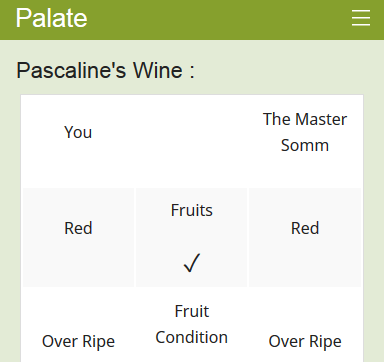 Palate
Pascaline's Wine :
You
The Master
Somm
Red
Fruits
✓
Red
Over Ripe
Fruit
Condition
Over Ripe